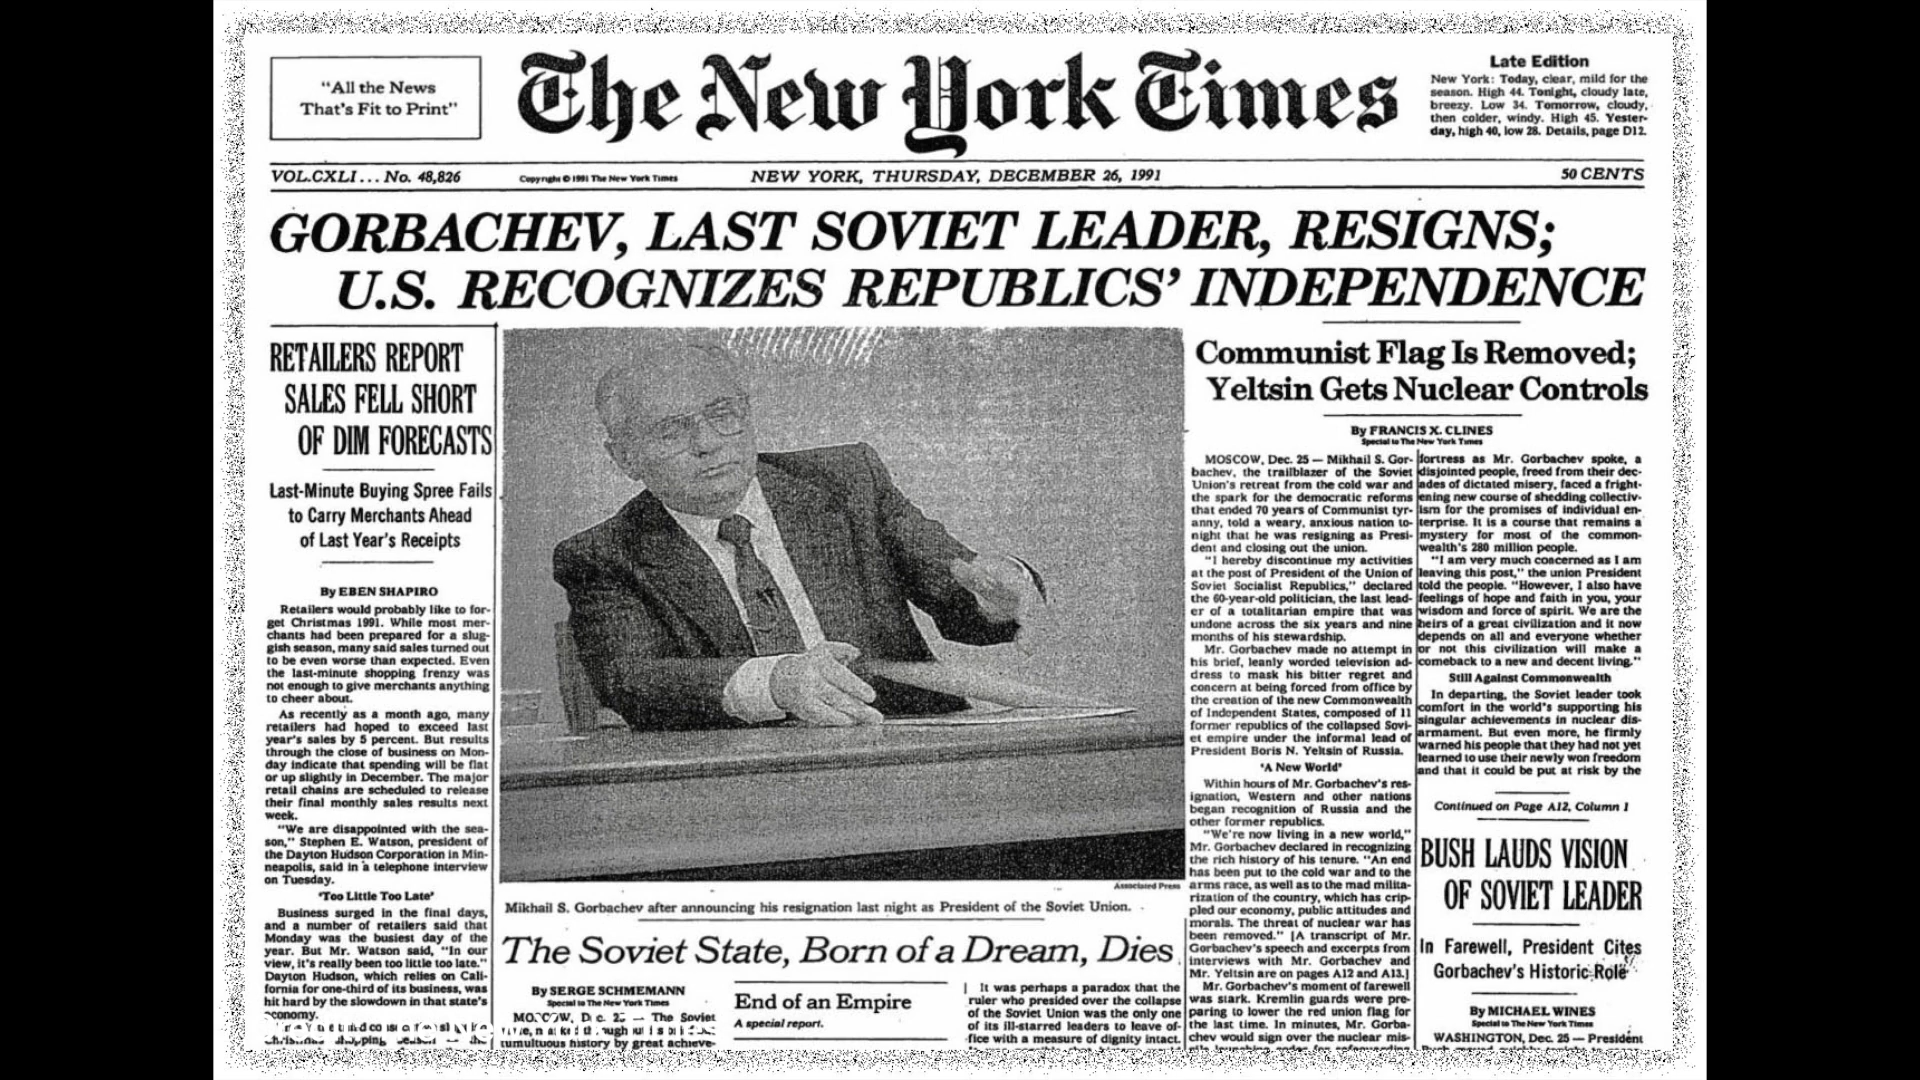 "All the News
That's Fit to Print"
The New York Times
Late Edition
New York: Today, clear, mild for the
season. High 44. Tonight, cloudy late,
breezy. Low 34. Tomorrow, cloudy,
then colder, windy. High 45. Yester-
day, high 40, low 28. Details, page D12.
VOL.CXLI... No. 48,826
Copyright © 1991 The New York Times
NEW YORK, THURSDAY, DECEMBER 26, 1991
50 CENTS
GORBACHEV, LAST SOVIET LEADER, RESIGNS;
U.S. RECOGNIZES REPUBLICS' INDEPENDENCE
RETAILERS REPORT
SALES FELL SHORT
OF DIM FORECASTS
Last-Minute Buying Spree Fails
to Carry Merchants Ahead
of Last Year's Receipts
By EBEN SHAPIRO
Retailers would probably like to for-
get Christmas 1991. While most mer-
chants had been prepared for a slug-
gish season, many said sales turned out
to be even worse than expected. Even
the last-minute shopping frenzy was
not enough to give merchants anything
to cheer about.
As recently as a month ago, many
retailers had hoped to exceed last
year's sales by 5 percent. But results
through the close of business on Mon-
day indicate that spending will be flat
or up slightly in December. The major
retail chains are scheduled to release
their final monthly sales results next
week.
"We are disappointed with the sea-
son," Stephen E. Watson, president of
the Dayton Hudson Corporation in Min-
neapolis, said in a telephone interview
on Tuesday.
'Too Little Too Late'
Business surged in the final days,
and a number of retailers said that
Monday was the busiest day of the
year. But Mr. Watson said, "In our
view, it's really been too little too late."
Dayton Hudson, which relies on Cali-
fornia for one-third of its business, was
hit hard by the slowdown in that state's
economy.
Christmas shopping season — the
Associated Press
Mikhail S. Gorbachev after announcing his resignation last night as President of the Soviet Union.
The Soviet State, Born of a Dream, Dies
By SERGE SCHMEMANN
Special to The New York Times
MOSCOW, Dec. 25 — The Soviet
tumultuous history by great achieve-
End of an Empire
A special report.
It was perhaps a paradox that the
ruler who presided over the collapse
of the Soviet Union was the only one
of its ill-starred leaders to leave of-
fice with a measure of dignity intact.
Communist Flag Is Removed;
Yeltsin Gets Nuclear Controls
By FRANCIS X. CLINES
Special to The New York Times
MOSCOW, Dec. 25 — Mikhail S. Gor-
bachev, the trailblazer of the Soviet
Union's retreat from the cold war and
the spark for the democratic reforms
that ended 70 years of Communist tyr-
anny, told a weary, anxious nation to-
night that he was resigning as Presi-
dent and closing out the union.
"I hereby discontinue my activities
at the post of President of the Union of
Soviet Socialist Republics," declared
the 60-year-old politician, the last lead-
er of a totalitarian empire that was
undone across the six years and nine
months of his stewardship.
Mr. Gorbachev made no attempt in
his brief, leanly worded television ad-
dress to mask his bitter regret and
concern at being forced from office by
the creation of the new Commonwealth
of Independent States, composed of 11
former republics of the collapsed Sovi-
et empire under the informal lead of
President Boris N. Yeltsin of Russia.
'A New World'
Within hours of Mr. Gorbachev's res-
ignation, Western and other nations
began recognition of Russia and the
other former republics.
"We're now living in a new world,"
Mr. Gorbachev declared in recognizing
the rich history of his tenure. "An end
has been put to the cold war and to the
arms race, as well as to the mad milita-
rization of the country, which has crip-
pled our economy, public attitudes and
morals. The threat of nuclear war has
been removed." [A transcript of Mr.
Gorbachev's speech and excerpts from
interviews with Mr. Gorbachev and
Mr. Yeltsin are on pages A12 and A13.]
Mr. Gorbachev's moment of farewell
was stark. Kremlin guards were pre-
paring to lower the red union flag for
the last time. In minutes, Mr. Gorba-
chev would sign over the nuclear mis-
fortress as Mr. Gorbachev spoke, a
disjointed people, freed from their dec-
ades of dictated misery, faced a fright-
ening new course of shedding collectiv-
ism for the promises of individual en-
terprise. It is a course that remains a
mystery for most of the common-
wealth's 280 million people.
"I am very much concerned as I am
leaving this post," the union President
told the people. "However, I also have
feelings of hope and faith in you, your
wisdom and force of spirit. We are the
heirs of a great civilization and it now
depends on all and everyone whether
or not this civilization will make a
comeback to a new and decent living."
Still Against Commonwealth
In departing, the Soviet leader took
comfort in the world's supporting his
singular achievements in nuclear dis-
armament. But even more, he firmly
warned his people that they had not yet
learned to use their newly won freedom
and that it could be put at risk by the
Continued on Page A12, Column 1
BUSH LAUDS VISION
OF SOVIET LEADER
In Farewell, President Cites
Gorbachev's Historic Role
By MICHAEL WINES
Special to The New York Times
WASHINGTON, Dec. 25 — President